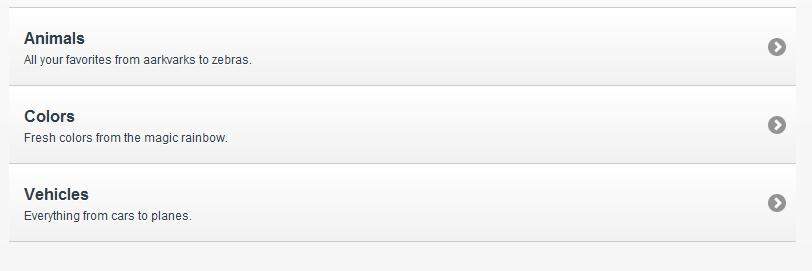 Animals
All your favorites from aarkvarks to zebras.
Colors
Fresh colors from the magic rainbow.
Vehicles
Everything from cars to planes.